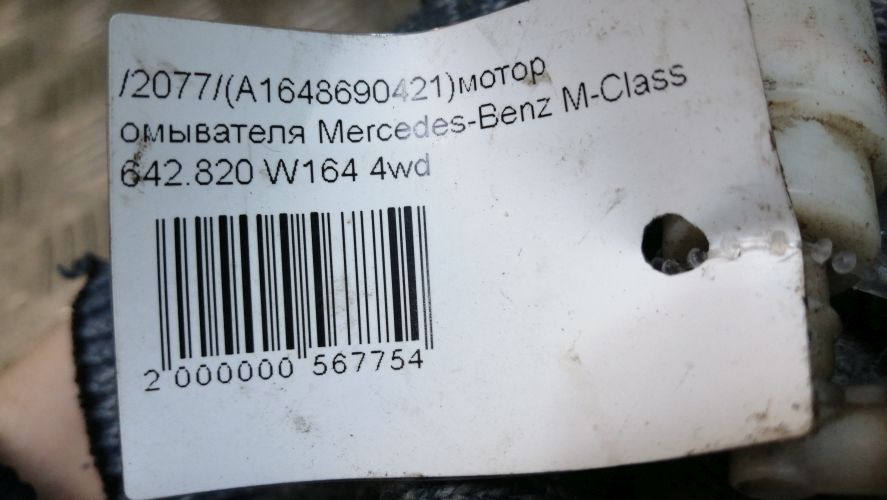 /2077/(A1648690421)мотор
омывателя Mercedes-Benz M-Class
642.820 W164 4wd
2 000000 567754